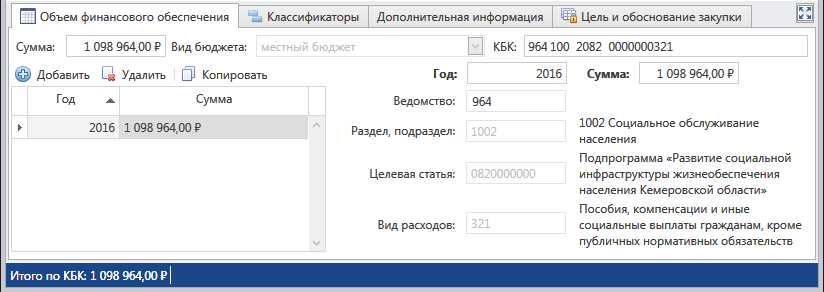 Объем финансового обеспечения Классификаторы Дополнительная информация Цель и обоснование закупки
Сумма: 1 098 964,00 ₽ Вид бюджета: местный бюджет КБК: 964 100 2082 0000000321
Добавить Удалить Копировать Год: 2016 Сумма: 1 098 964,00 ₽
Год Сумма
2016 1 098 964,00 ₽
Ведомство: 964
Раздел, подраздел: 1002
1002 Социальное обслуживание
населения
Целевая статья: 0820000000
Подпрограмма «Развитие социальной
инфраструктуры жизнеобеспечения
населения Кемеровской области»
Вид расходов: 321
Пособия, компенсации и иные
социальные выплаты гражданам, кроме
публичных нормативных обязательств
Итого по КБК: 1 098 964,00 ₽